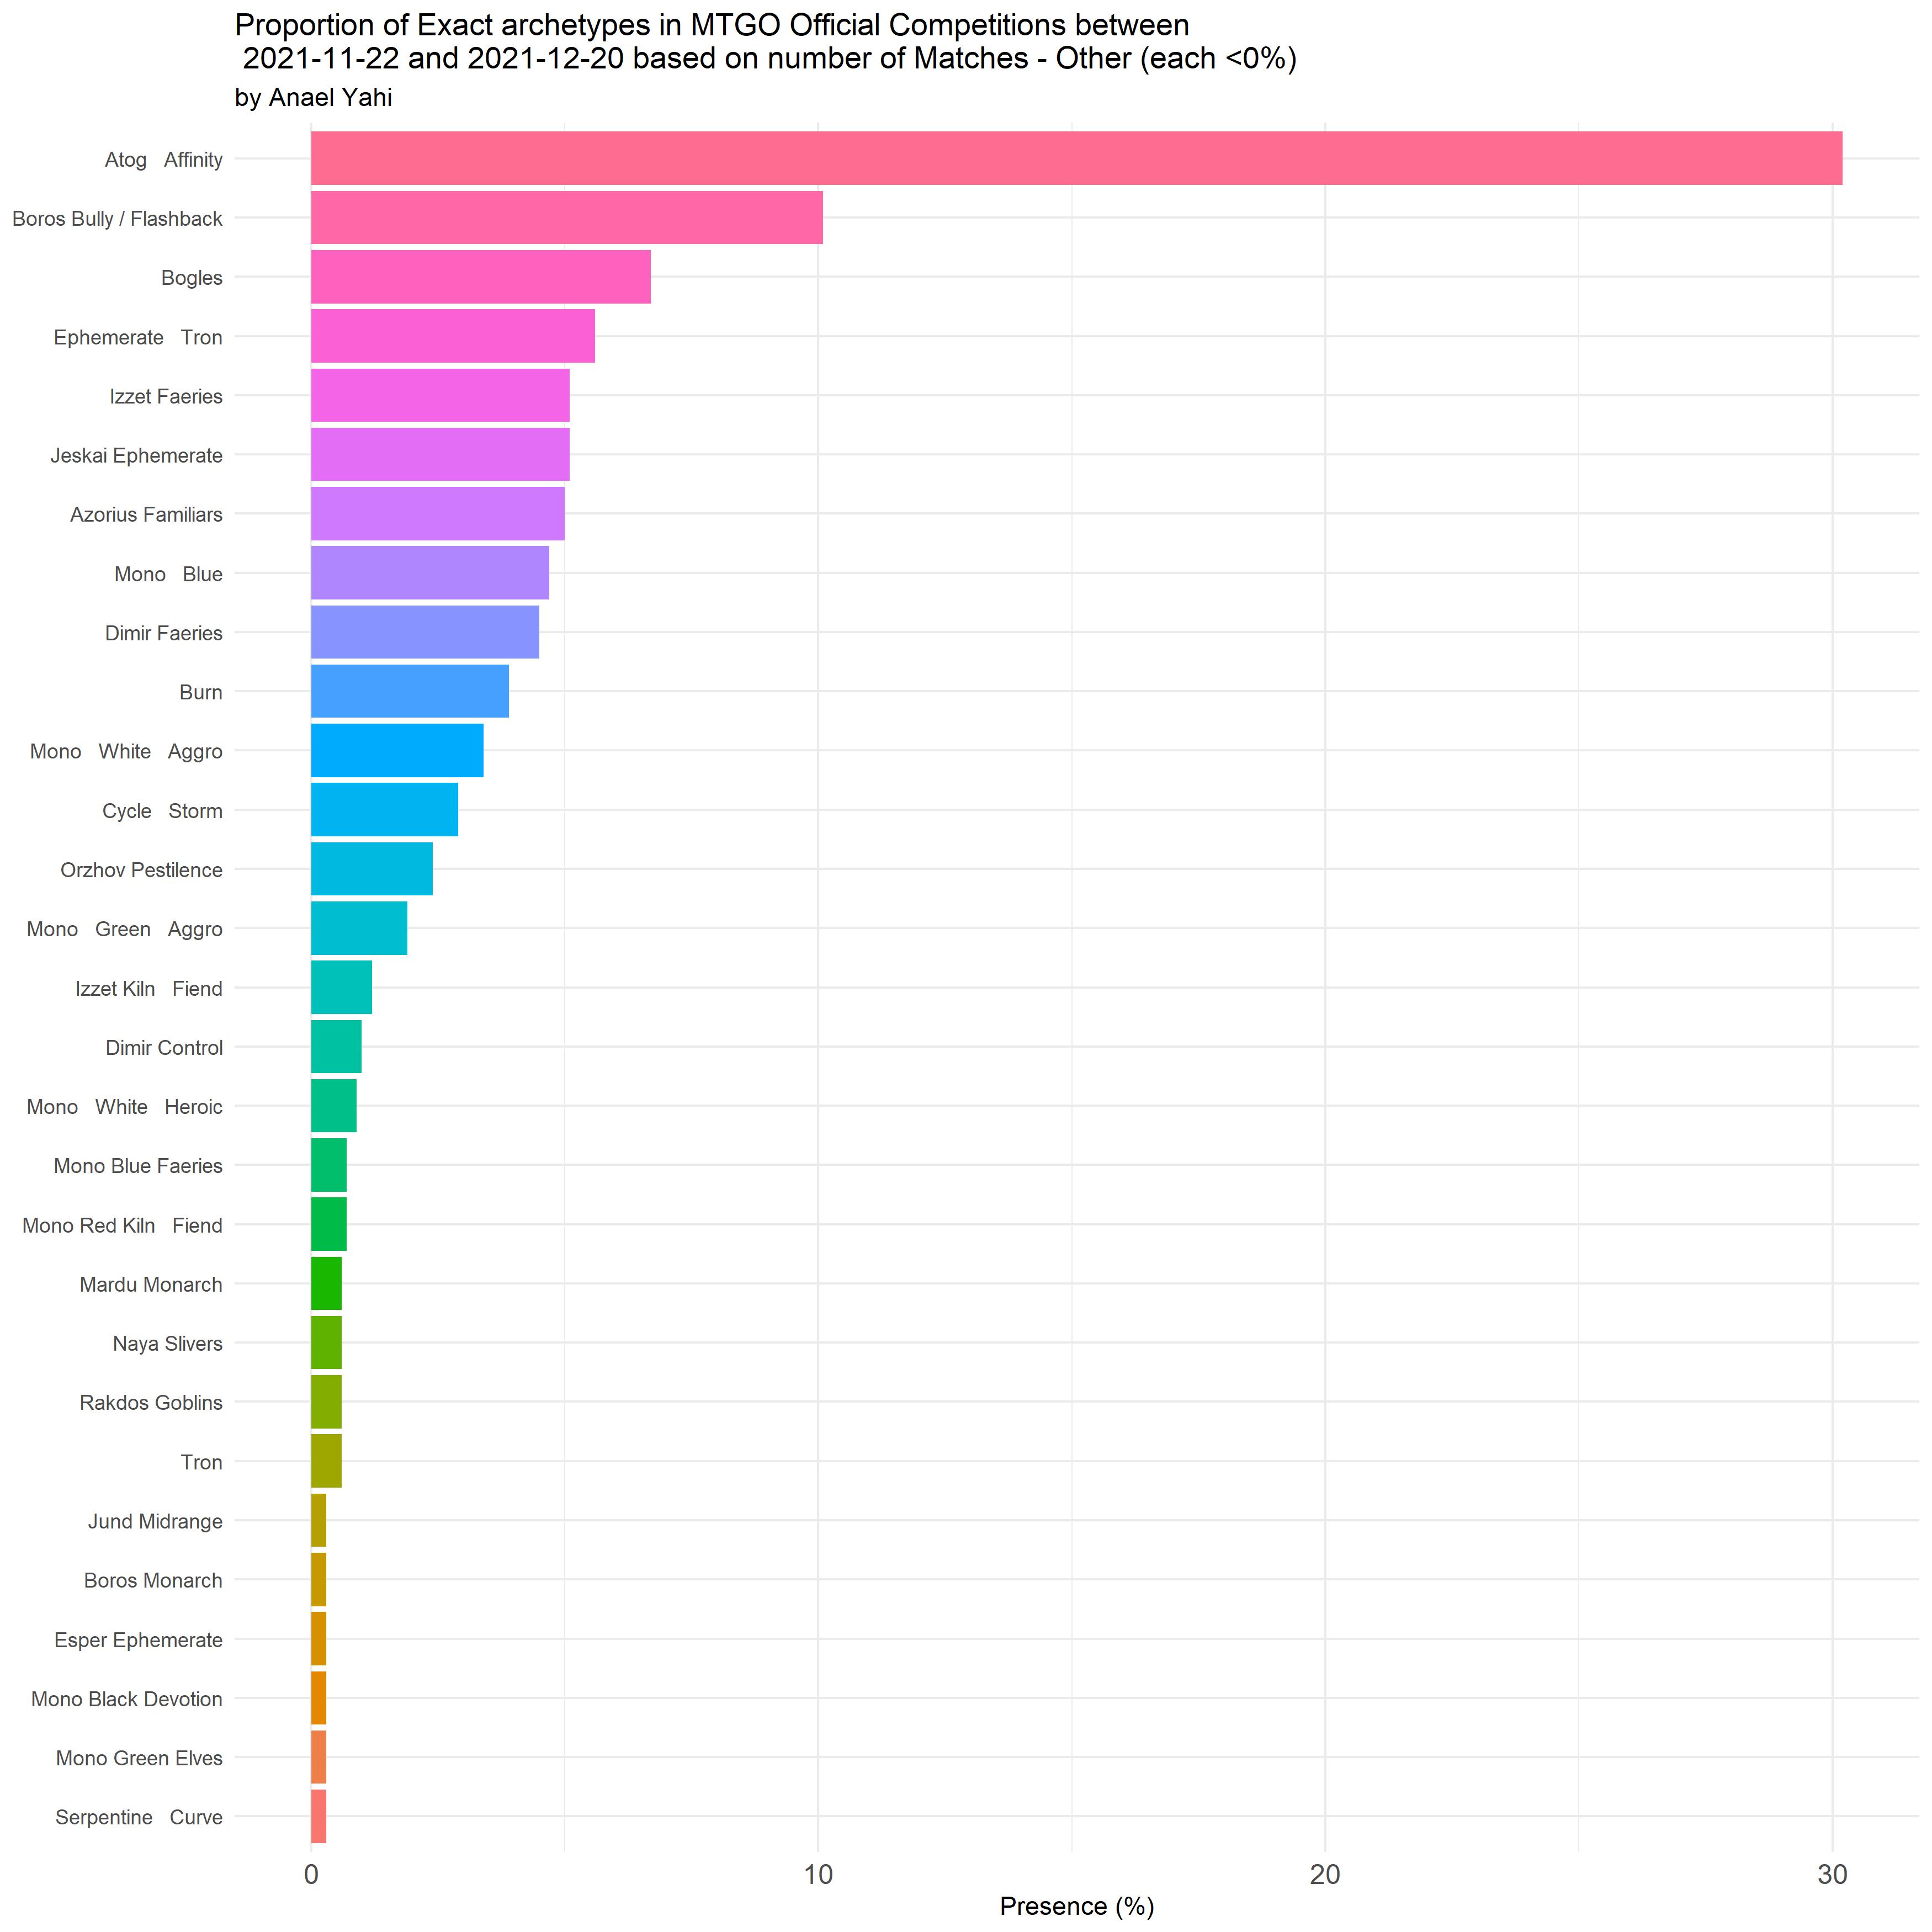 Proportion of Exact archetypes in MTGO Official Competitions between
2021-11-22 and 2021-12-20 based on number of Matches - Other (each <0%)
by Anael Yahi
Atog Affinity
Boros Bully / Flashback
Bogles
Ephemerate Tron
Izzet Faeries
Jeskai Ephemerate
Azorius Familiars
Mono Blue
Dimir Faeries
Burn
Mono White Aggro
Cycle Storm
Orzhov Pestilence
Mono Green Aggro
Izzet Kiln Fiend
Dimir Control
Mono White Heroic
Mono Blue Faeries
Mono Red Kiln Fiend
Mardu Monarch
Naya Slivers
Rakdos Goblins
Tron
Jund Midrange
Boros Monarch
Esper Ephemerate
Mono Black Devotion
Mono Green Elves
Serpentine Curve
0 10 20 30
Presence (%)